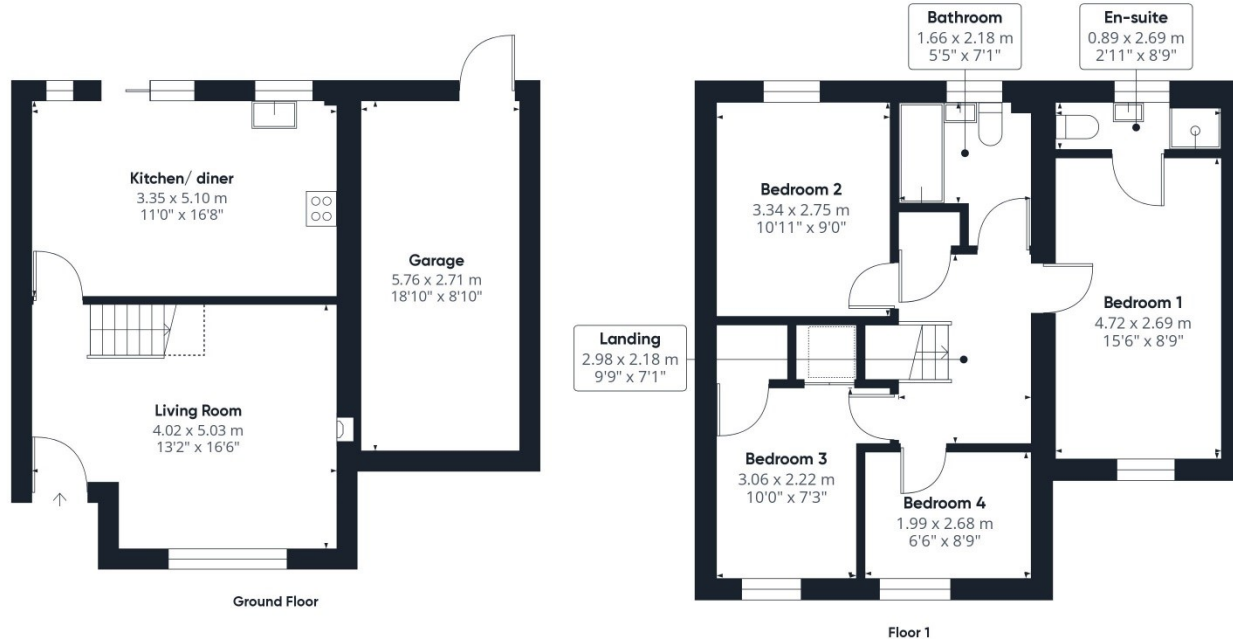 Kitchen/ diner
3.35 x 5.10 m
11'0" x 16'8"
Garage
5.76 x 2.71 m
18'10" x 8'10"
Living Room
4.02 x 5.03 m
13'2" x 16'6"
Ground Floor
Bathroom
1.66 x 2.18 m
5'5" x 7'1"
En-suite
0.89 x 2.69 m
2'11" x 8'9"
Bedroom 2
3.34 x 2.75 m
10'11" x 9'0"
Bedroom 1
4.72 x 2.69 m
15'6" x 8'9"
Landing
2.98 x 2.18 m
9'9" x 7'1"
Bedroom 3
3.06 x 2.22 m
10'0" x 7'3"
Bedroom 4
1.99 x 2.68 m
6'6" x 8'9"
Floor 1